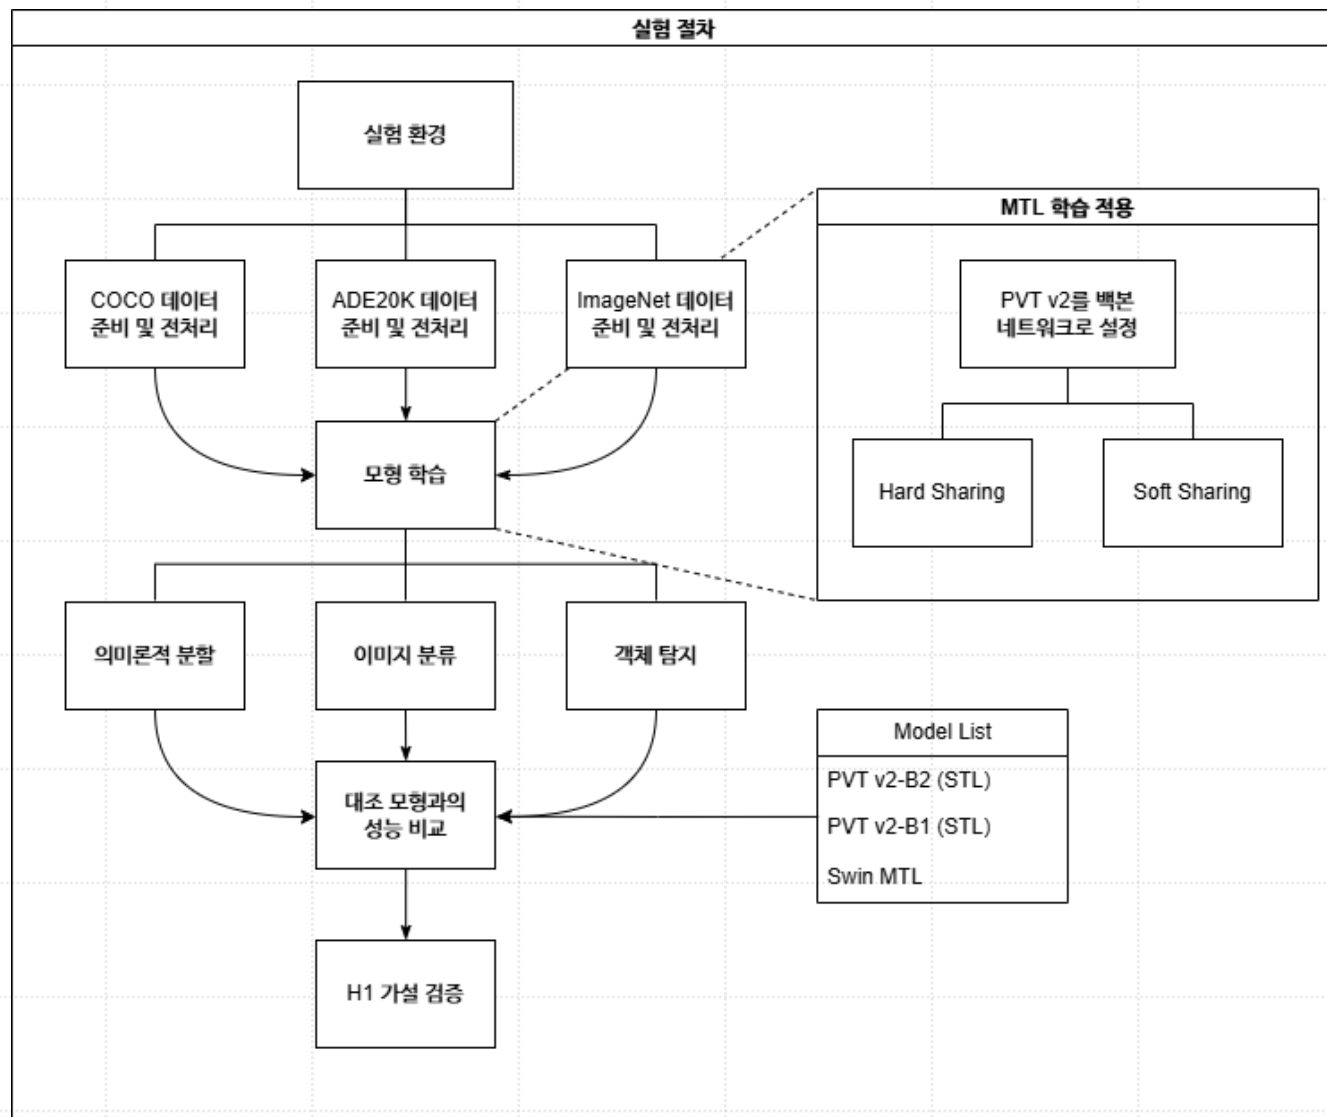 실험 절차
실험 환경
COCO 데이터
준비 및 전처리
ADE20K 데이터
준비 및 전처리
ImageNet 데이터
준비 및 전처리
모형 학습
MTL 학습 적용
PVT v2를 백본
네트워크로 설정
Hard Sharing
Soft Sharing
의미론적 분할
이미지 분류
객체 탐지
대조 모형과의
성능 비교
Model List
PVT v2-B2 (STL)
PVT v2-B1 (STL)
Swin MTL
H1 가설 검증